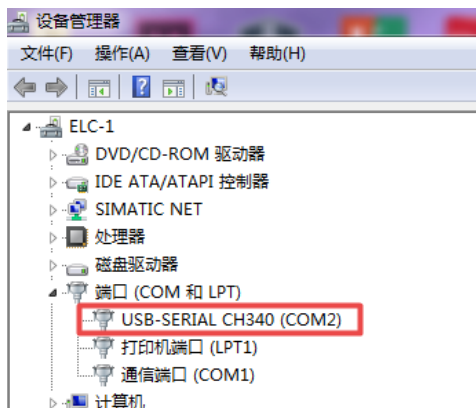 设备管理器
文件(F) 操作(A) 查看(V) 帮助(H)
ELC-1
DVD/CD-ROM 驱动器
IDE ATA/ATAPI 控制器
SIMATIC NET
处理器
磁盘驱动器
端口 (COM 和 LPT)
USB-SERIAL CH340 (COM2)
打印机端口 (LPT1)
通信端口 (COM1)
计算机